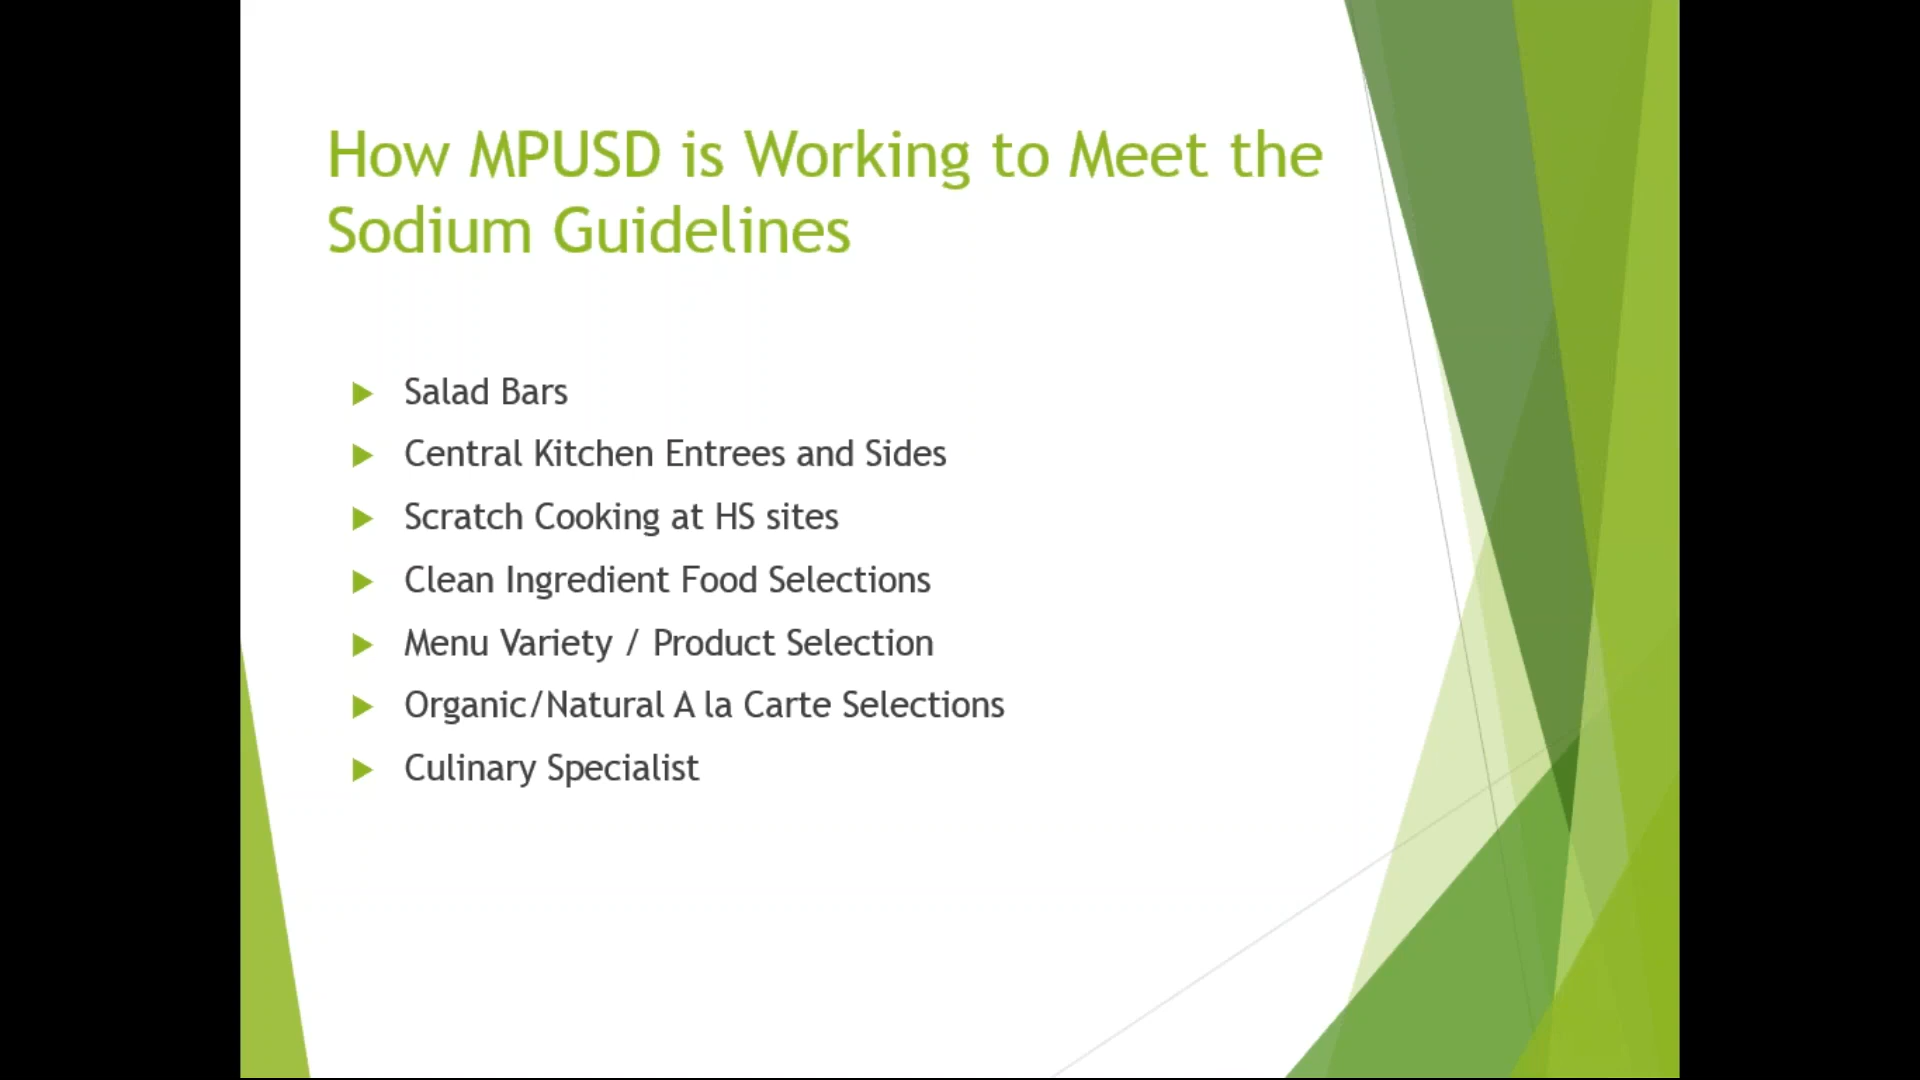 How MPUSD is Working to Meet the
Sodium Guidelines
Salad Bars
Central Kitchen Entrees and Sides
Scratch Cooking at HS sites
Clean Ingredient Food Selections
Menu Variety / Product Selection
Organic/Natural A la Carte Selections
Culinary Specialist